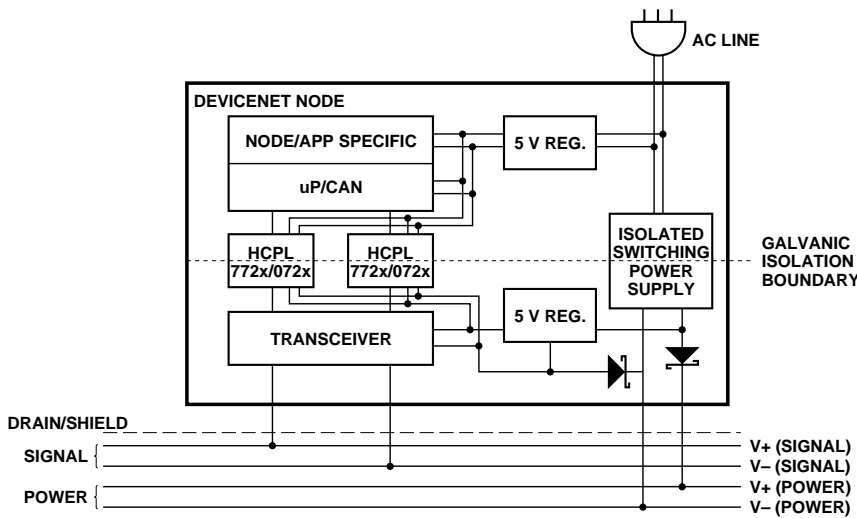 AC LINE
DEVICENET NODE
NODE/APP SPECIFIC
5 V REG.
uP/CAN
HCPL
772x/072x
HCPL
772x/072x
ISOLATED
SWITCHING
POWER
SUPPLY
GALVANIC
ISOLATION
BOUNDARY
5 V REG.
TRANSCEIVER
DRAIN/SHIELD
SIGNAL
V+ (SIGNAL)
V– (SIGNAL)
POWER
V+ (POWER)
V– (POWER)